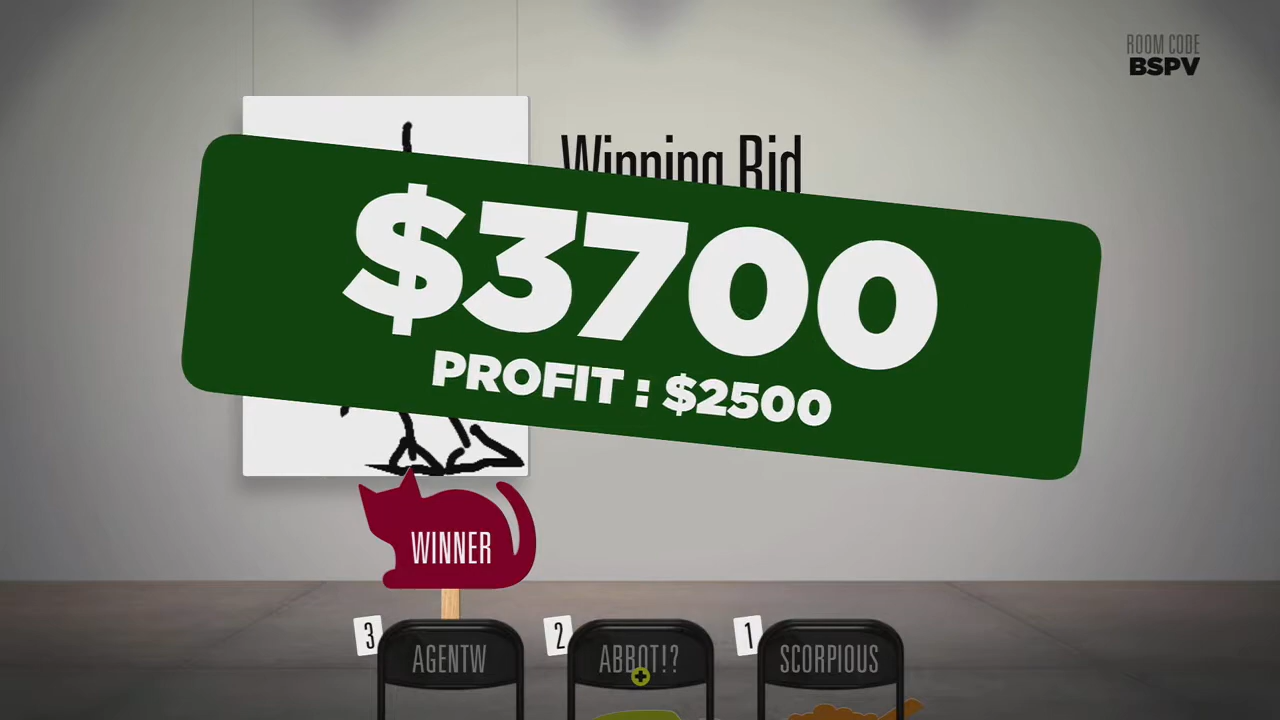 ROOM CODE
BSPV
Winning Bid
$3700
PROFIT : $2500
WINNER
3
AGENTW
2
ABBOT!?
1
SCORPIOUS